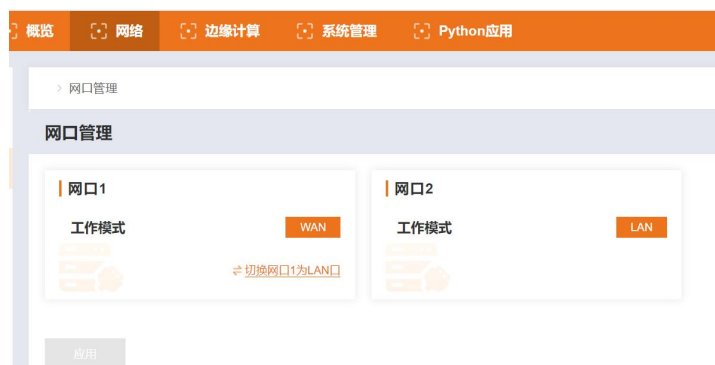 概览 网络 边缘计算 系统管理 Python应用
网口管理
网口管理
网口1
工作模式 WAN
切换网口1为LAN口
网口2
工作模式 LAN
应用